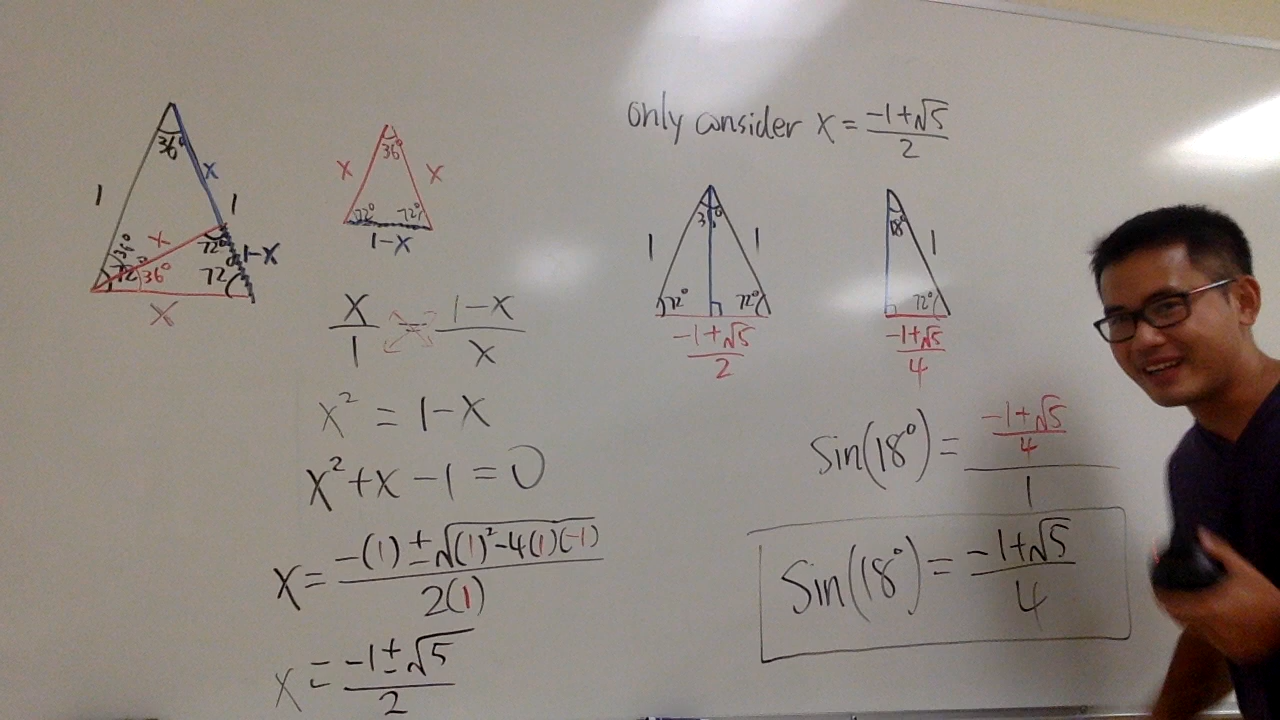 36°
x
1
1
x
36°
72°
36°
72°
72°
1-x
x
36°
x
x
72°
72°
1-x
x/1 = (1-x)/x
x² = 1-x
x²+x-1=0
x = (-(1)±√((1)²-4(1)(-1)))/(2(1))
x = (-1±√5)/2
only consider x = (-1+√5)/2
36°
1
1
72°
72°
(-1+√5)/2
18°
1
72°
(-1+√5)/4
Sin(18°) = ((-1+√5)/4)/1
Sin(18°) = (-1+√5)/4